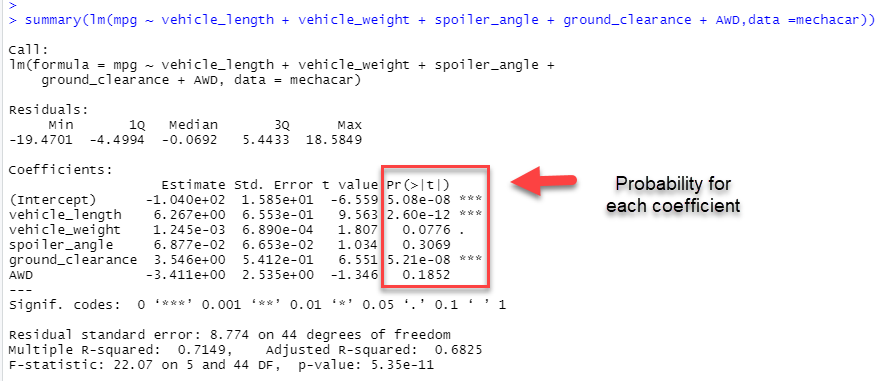 >
> summary(lm(mpg ~ vehicle_length + vehicle_weight + spoiler_angle + ground_clearance + AWD,data =mechacar))
Call:
lm(formula = mpg ~ vehicle_length + vehicle_weight + spoiler_angle +
    ground_clearance + AWD, data = mechacar)
Residuals:
     Min       1Q   Median       3Q      Max
-19.4701  -4.4994  -0.0692   5.4433  18.5849
Coefficients:
                   Estimate Std. Error t value Pr(>|t|)
(Intercept)      -1.040e+02  1.585e+01  -6.559 5.08e-08 ***
vehicle_length    6.267e+00  6.553e-01   9.563 2.60e-12 ***
vehicle_weight    1.245e-03  6.890e-04   1.807   0.0776 .
spoiler_angle     6.877e-02  6.653e-02   1.034   0.3069
ground_clearance  3.546e+00  5.412e-01   6.551 5.21e-08 ***
AWD              -3.411e+00  2.535e+00  -1.346   0.1852
---
Signif. codes:  0 ‘***’ 0.001 ‘**’ 0.01 ‘*’ 0.05 ‘.’ 0.1 ‘ ’ 1
Residual standard error: 8.774 on 44 degrees of freedom
Multiple R-squared:  0.7149,    Adjusted R-squared:  0.6825
F-statistic: 22.07 on 5 and 44 DF,  p-value: 5.35e-11
Probability for
each coefficient